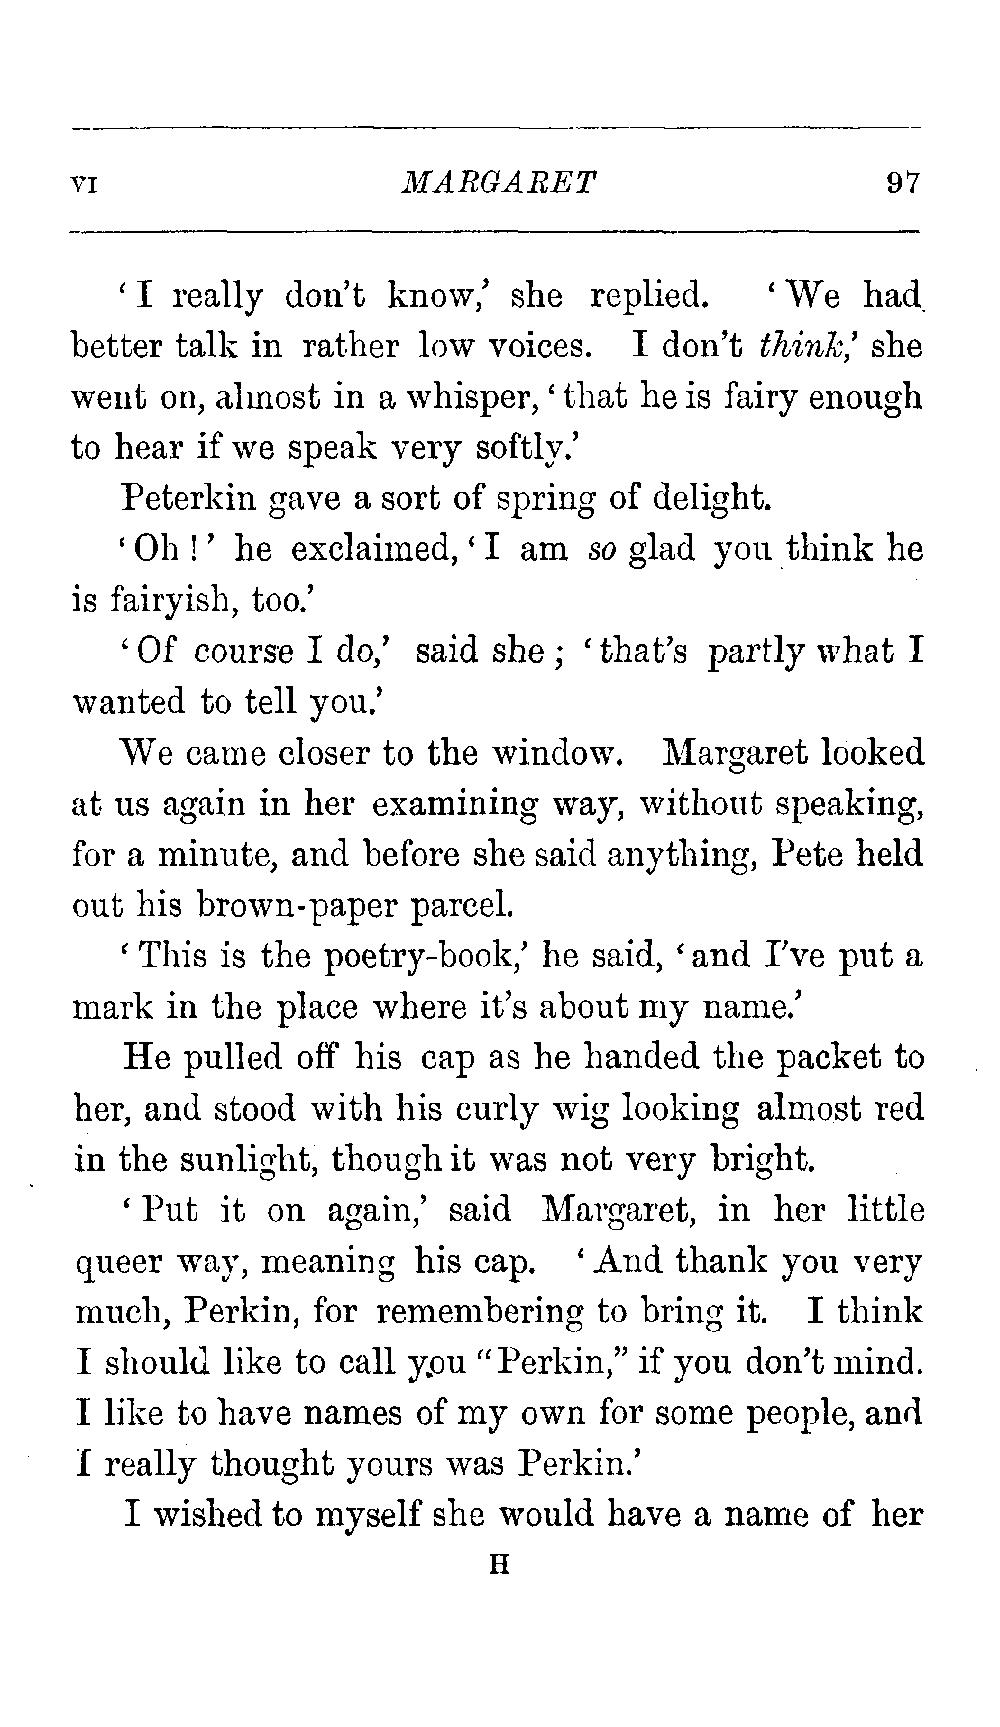 VI MARGARET 97
‘I really don’t know,’ she replied. ‘We had
better talk in rather low voices. I don’t think,’ she
went on, almost in a whisper, ‘that he is fairy enough
to hear if we speak very softly.’
Peterkin gave a sort of spring of delight.
‘Oh!’ he exclaimed, ‘I am so glad you think he
is fairyish, too.’
‘Of course I do,’ said she; ‘that’s partly what I
wanted to tell you.’
We came closer to the window. Margaret looked
at us again in her examining way, without speaking,
for a minute, and before she said anything, Pete held
out his brown-paper parcel.
‘This is the poetry-book,’ he said, ‘and I’ve put a
mark in the place where it’s about my name.’
He pulled off his cap as he handed the packet to
her, and stood with his curly wig looking almost red
in the sunlight, though it was not very bright.
‘Put it on again,’ said Margaret, in her little
queer way, meaning his cap. ‘And thank you very
much, Perkin, for remembering to bring it. I think
I should like to call you “Perkin,” if you don’t mind.
I like to have names of my own for some people, and
I really thought yours was Perkin.’
I wished to myself she would have a name of her
H